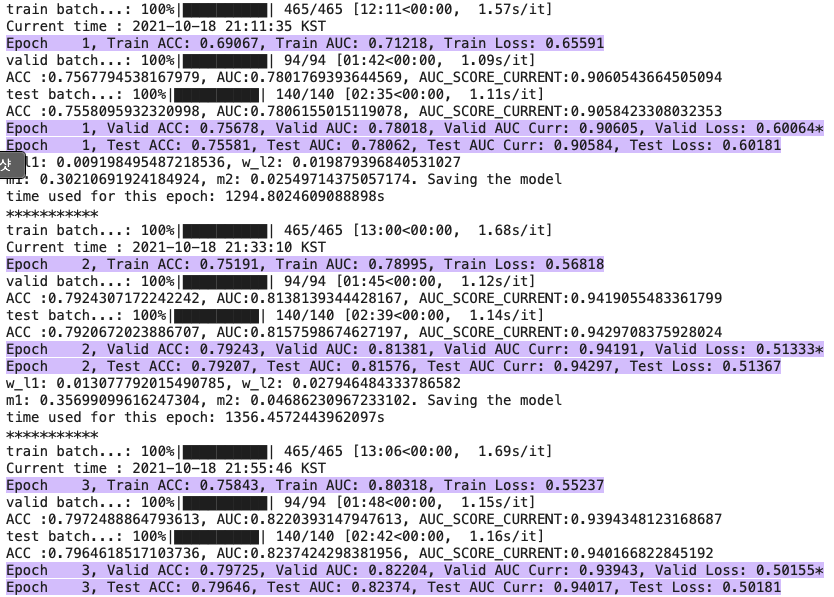 train batch...: 100%|██████████| 465/465 [12:11<00:00,  1.57s/it]
Current time : 2021-10-18 21:11:35 KST
Epoch    1, Train ACC: 0.69067, Train AUC: 0.71218, Train Loss: 0.65591
valid batch...: 100%|██████████| 94/94 [01:42<00:00,  1.09s/it]
ACC :0.7567794538167979, AUC:0.7801769393644569, AUC_SCORE_CURRENT:0.9060543664505094
test batch...: 100%|██████████| 140/140 [02:35<00:00,  1.11s/it]
ACC :0.7558095932320998, AUC:0.7806155015119078, AUC_SCORE_CURRENT:0.9058423308032353
Epoch    1, Valid ACC: 0.75678, Valid AUC: 0.78018, Valid AUC Curr: 0.90605, Valid Loss: 0.60064*
Epoch    1, Test ACC: 0.75581, Test AUC: 0.78062, Test AUC Curr: 0.90584, Test Loss: 0.60181
샷
l1: 0.009198495487218536, w_l2: 0.019879396840531027
m1: 0.30210691924184924, m2: 0.02549714375057174. Saving the model
time used for this epoch: 1294.8024609088898s
***********
train batch...: 100%|██████████| 465/465 [13:00<00:00,  1.68s/it]
Current time : 2021-10-18 21:33:10 KST
Epoch    2, Train ACC: 0.75191, Train AUC: 0.78995, Train Loss: 0.56818
valid batch...: 100%|██████████| 94/94 [01:45<00:00,  1.12s/it]
ACC :0.7924307172242242, AUC:0.8138139344428167, AUC_SCORE_CURRENT:0.9419055483361799
test batch...: 100%|██████████| 140/140 [02:39<00:00,  1.14s/it]
ACC :0.7920672023886707, AUC:0.8157598674627197, AUC_SCORE_CURRENT:0.9429708375928024
Epoch    2, Valid ACC: 0.79243, Valid AUC: 0.81381, Valid AUC Curr: 0.94191, Valid Loss: 0.51333*
Epoch    2, Test ACC: 0.79207, Test AUC: 0.81576, Test AUC Curr: 0.94297, Test Loss: 0.51367
w_l1: 0.013077792015490785, w_l2: 0.027946484333786582
m1: 0.35699099616247304, m2: 0.04686230967233102. Saving the model
time used for this epoch: 1356.4572443962097s
***********
train batch...: 100%|██████████| 465/465 [13:06<00:00,  1.69s/it]
Current time : 2021-10-18 21:55:46 KST
Epoch    3, Train ACC: 0.75843, Train AUC: 0.80318, Train Loss: 0.55237
valid batch...: 100%|██████████| 94/94 [01:48<00:00,  1.15s/it]
ACC :0.7972488864793613, AUC:0.8220393147947613, AUC_SCORE_CURRENT:0.9394348123168687
test batch...: 100%|██████████| 140/140 [02:42<00:00,  1.16s/it]
ACC :0.7964618517103736, AUC:0.8237424298381956, AUC_SCORE_CURRENT:0.940166822845192
Epoch    3, Valid ACC: 0.79725, Valid AUC: 0.82204, Valid AUC Curr: 0.93943, Valid Loss: 0.50155*
Epoch    3, Test ACC: 0.79646, Test AUC: 0.82374, Test AUC Curr: 0.94017, Test Loss: 0.50181